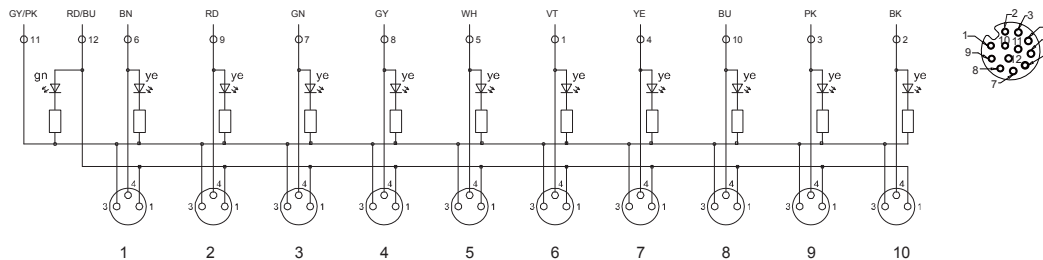 GY/PK RD/BU BN RD GN GY WH VT YE BU PK BK
11 12 6 9 7 8 5 1 4 10 3 2
gn ye ye ye ye ye ye ye ye ye ye
4 4 4 4 4 4 4 4 4 4
3 1 3 1 3 1 3 1 3 1 3 1 3 1 3 1 3 1 3 1
1 2 3 4 5 6 7 8 9 10
2 3
1 10 11
9 12
8
7